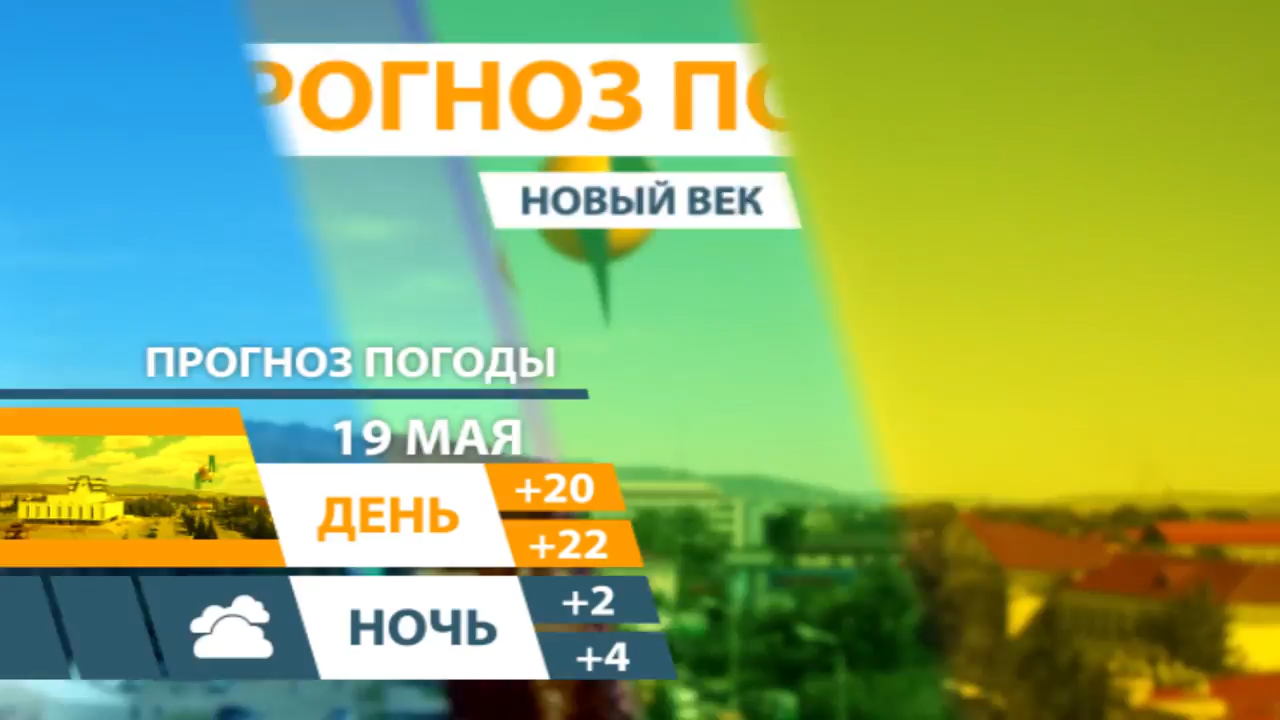 РОГНОЗ ПО
НОВЫЙ ВЕК
ПРОГНОЗ ПОГОДЫ
19 МАЯ
ДЕНЬ
+20
+22
НОЧЬ
+2
+4